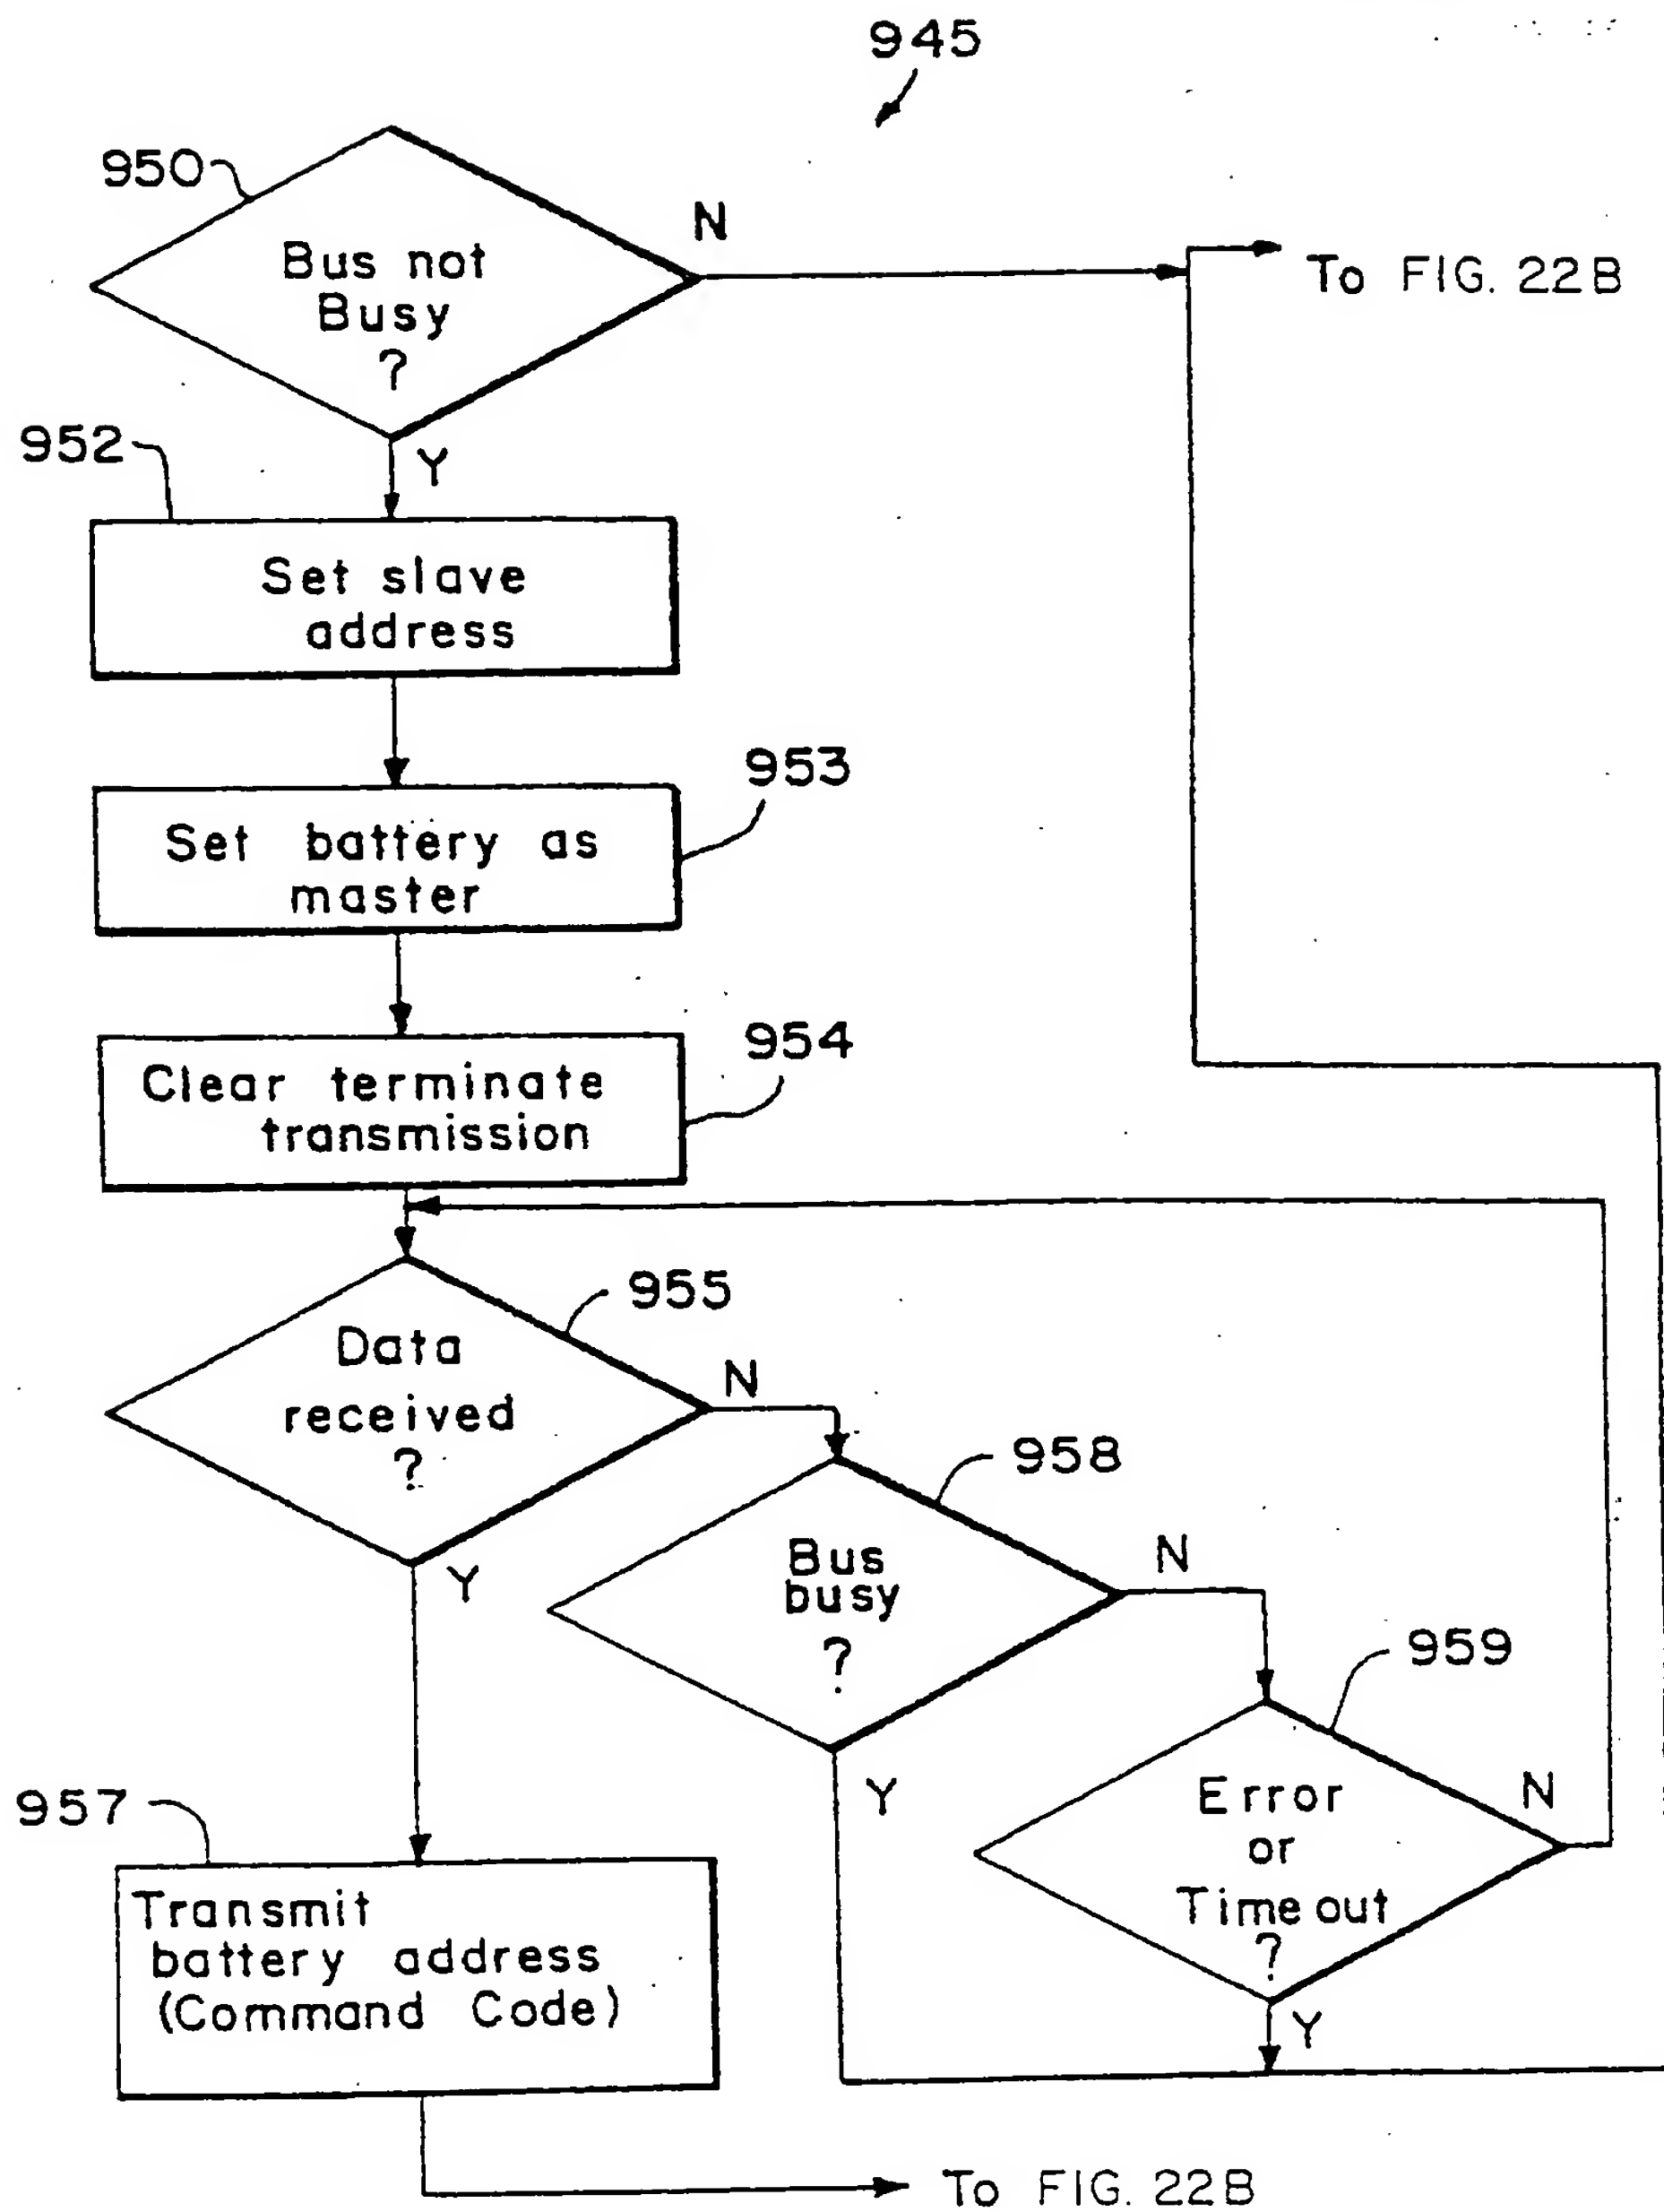 945
950
N
Bus not
Busy
?
To FIG. 22B
952
Y
Set slave
address
953
Set battery as
master
954
Clear terminate
transmission
955
Data
received
?
N
958
Y
Bus
busy
?
N
959
Y
Error
or
Time out
?
N
957
Y
Transmit
battery address
(Command Code)
To FIG. 22B